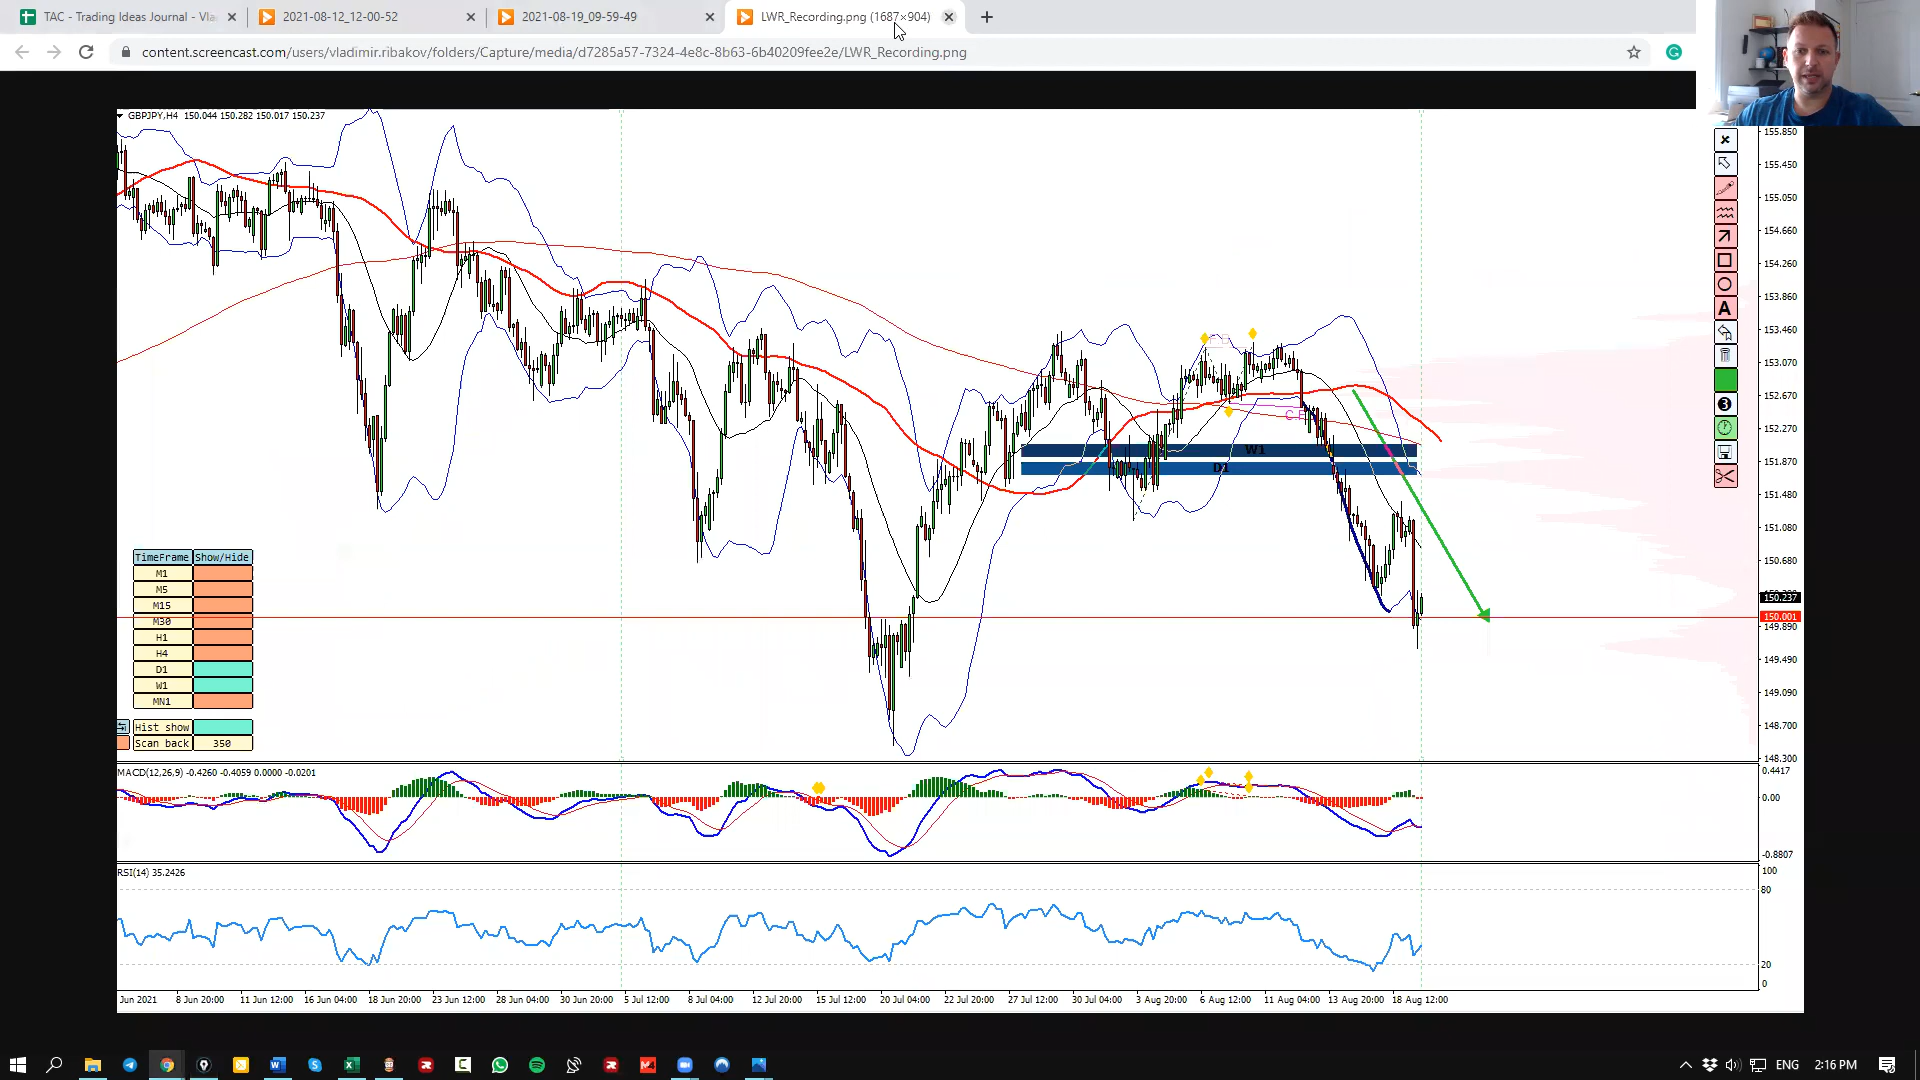 TAC - Trading Ideas Journal - Vla
2021-08-12_12-00-52
2021-08-19_09-59-49
LWR_Recording.png (1687×904)
content.screencast.com/users/vladimir.ribakov/folders/Capture/media/d7285a57-7324-4e8c-8b63-6b40209fee2e/LWR_Recording.png
GBPJPY,H4 150.044 150.282 150.017 150.237
155.850
155.450
155.050
154.660
154.260
153.860
153.460
153.070
152.670
152.270
151.870
151.480
151.080
150.680
150.237
150.001
149.890
149.490
149.090
148.700
148.300
A
3
W1
D1
TimeFrame Show/Hide
M1
M5
M15
M30
H1
H4
D1
W1
MN1
Hist show
Scan back 350
MACD(12,26,9) -0.4260 -0.4059 0.0000 -0.0201
0.4417
0.00
-0.8807
RSI(14) 35.2426
100
80
20
0
Jun 2021 8 Jun 20:00 11 Jun 12:00 16 Jun 04:00 18 Jun 20:00 23 Jun 12:00 28 Jun 04:00 30 Jun 20:00 5 Jul 12:00 8 Jul 04:00 12 Jul 20:00 15 Jul 12:00 20 Jul 04:00 22 Jul 20:00 27 Jul 12:00 30 Jul 04:00 3 Aug 20:00 6 Aug 12:00 11 Aug 04:00 13 Aug 20:00 18 Aug 12:00
ENG 2:16 PM